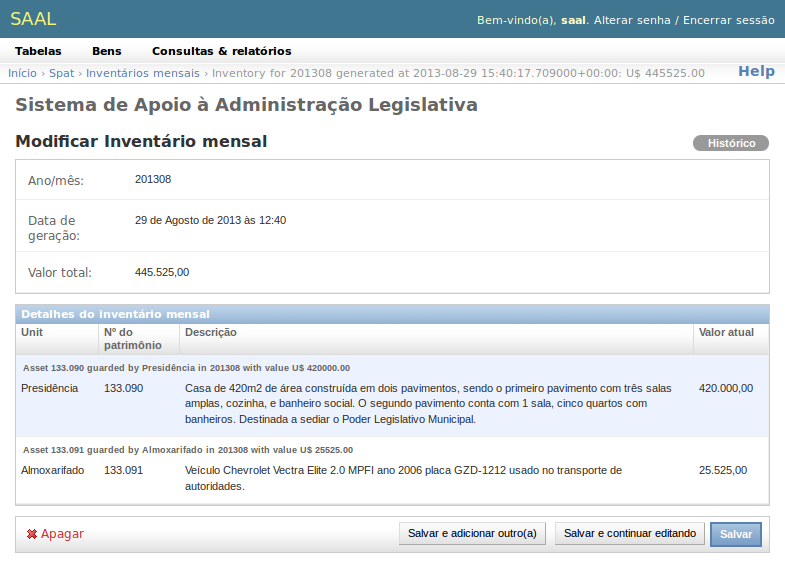 SAAL
Bem-vindo(a), saal. Alterar senha / Encerrar sessão
Tabelas Bens Consultas & relatórios
Início › Spat › Inventários mensais › Inventory for 201308 generated at 2013-08-29 15:40:17.709000+00:00: U$ 445525.00
Help
Sistema de Apoio à Administração Legislativa
Modificar Inventário mensal
Histórico
Ano/mês: 201308
Data de geração: 29 de Agosto de 2013 às 12:40
Valor total: 445.525,00
Detalhes do inventário mensal
Unit Nº do patrimônio Descrição Valor atual
Asset 133.090 guarded by Presidência in 201308 with value U$ 420000.00
Presidência 133.090 Casa de 420m2 de área construída em dois pavimentos, sendo o primeiro pavimento com três salas 420.000,00
amplas, cozinha, e banheiro social. O segundo pavimento conta com 1 sala, cinco quartos com
banheiros. Destinada a sediar o Poder Legislativo Municipal.
Asset 133.091 guarded by Almoxarifado in 201308 with value U$ 25525.00
Almoxarifado 133.091 Veículo Chevrolet Vectra Elite 2.0 MPFI ano 2006 placa GZD-1212 usado no transporte de 25.525,00
autoridades.
Apagar
Salvar e adicionar outro(a) Salvar e continuar editando Salvar